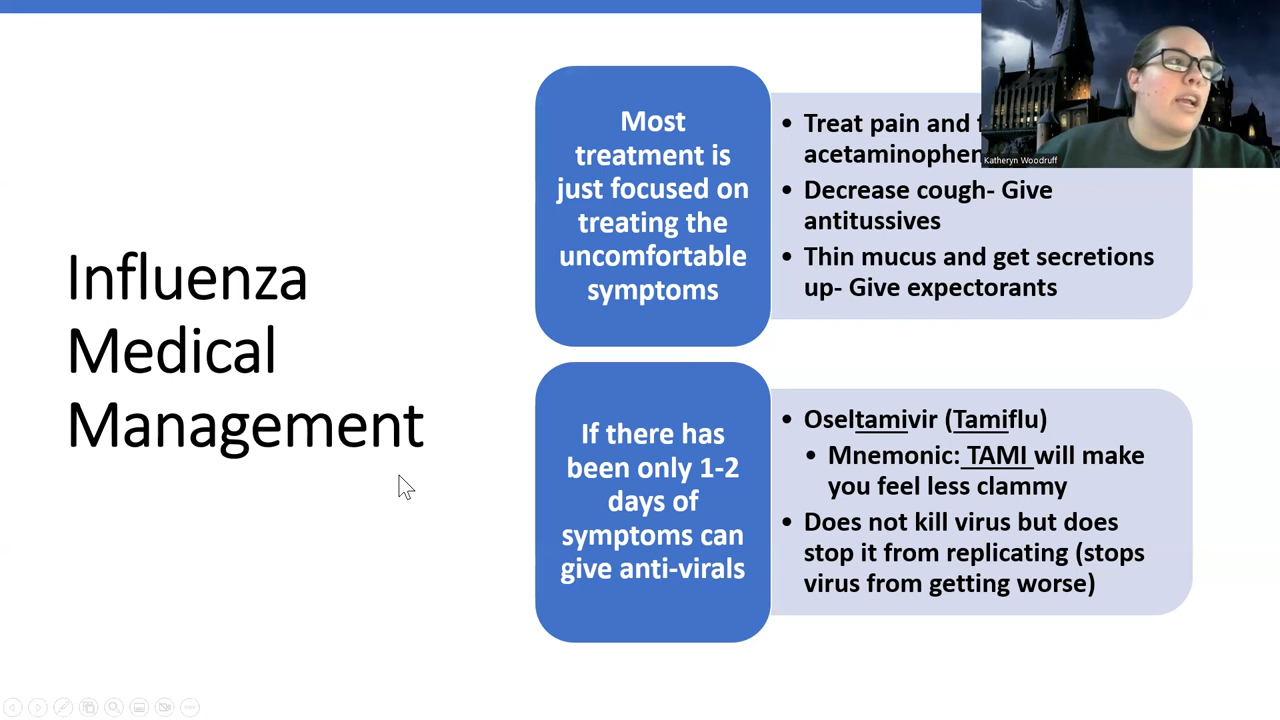 Influenza
Medical
Management
Most
treatment is
just focused on
treating the
uncomfortable
symptoms
• Treat pain and
acetaminophen
• Decrease cough- Give
antitussives
• Thin mucus and get secretions
up- Give expectorants
If there has
been only 1-2
days of
symptoms can
give anti-virals
• Oseltamivir (Tamiflu)
• Mnemonic: TAMI will make
you feel less clammy
• Does not kill virus but does
stop it from replicating (stops
virus from getting worse)
Katheryn Woodruff